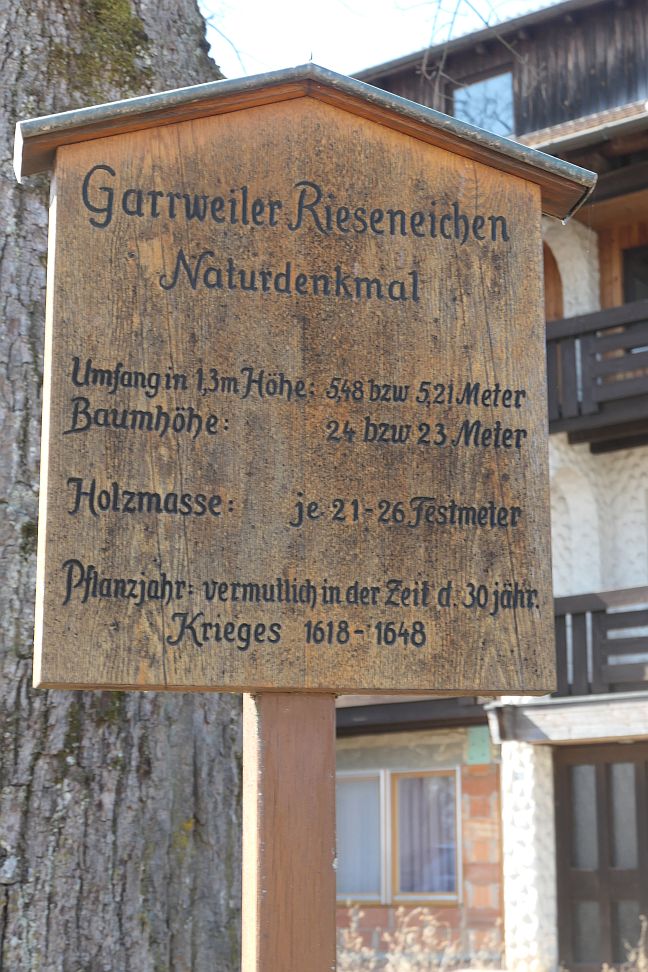 Garrweiler Rieseneichen
Naturdenkmal
Umfang in 1,3m Höhe: 5,48 bzw 5,21 Meter
Baumhöhe: 24 bzw 23 Meter
Holzmasse: je 21-26 Festmeter
Pflanzjahr: vermutlich in der Zeit d. 30 jähr.
Krieges 1618-1648